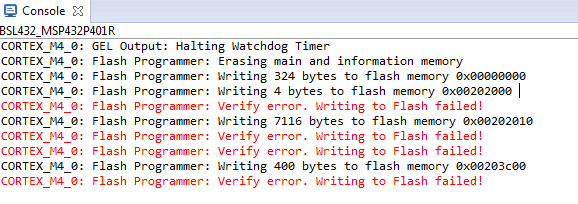 Console
BSL432_MSP432P401R
CORTEX_M4_0: GEL Output: Halting Watchdog Timer
CORTEX_M4_0: Flash Programmer: Erasing main and information memory
CORTEX_M4_0: Flash Programmer: Writing 324 bytes to flash memory 0x00000000
CORTEX_M4_0: Flash Programmer: Writing 4 bytes to flash memory 0x00202000
CORTEX_M4_0: Flash Programmer: Verify error. Writing to Flash failed!
CORTEX_M4_0: Flash Programmer: Writing 7116 bytes to flash memory 0x00202010
CORTEX_M4_0: Flash Programmer: Verify error. Writing to Flash failed!
CORTEX_M4_0: Flash Programmer: Verify error. Writing to Flash failed!
CORTEX_M4_0: Flash Programmer: Writing 400 bytes to flash memory 0x00203c00
CORTEX_M4_0: Flash Programmer: Verify error. Writing to Flash failed!